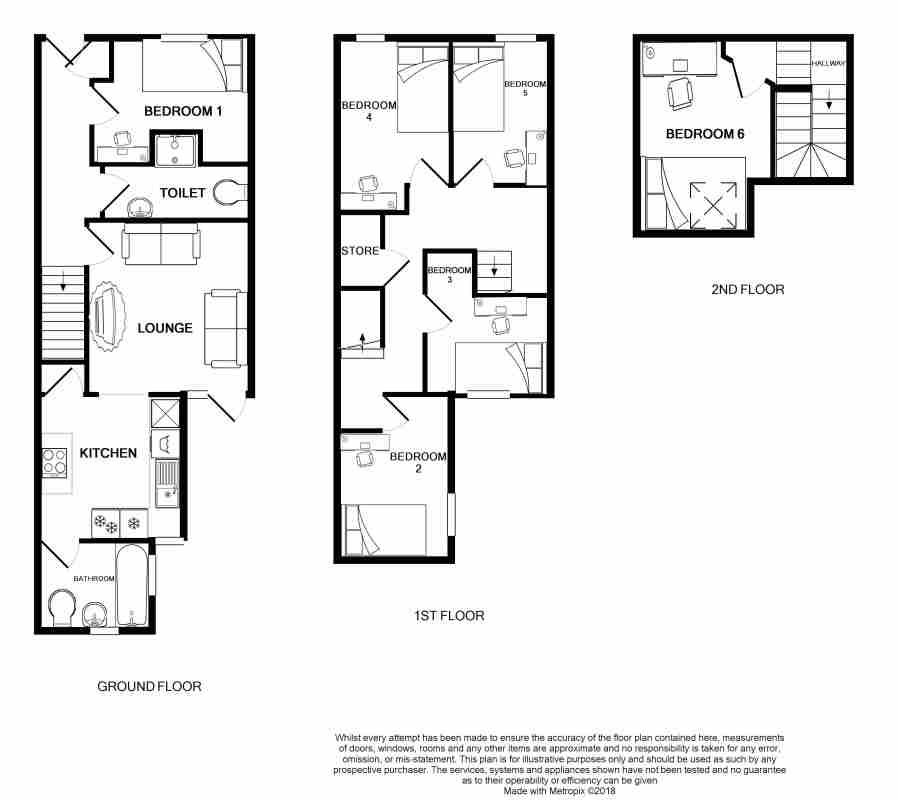 BEDROOM 1
TOILET
LOUNGE
KITCHEN
BATHROOM
GROUND FLOOR
BEDROOM
4
BEDROOM
5
STORE
BEDROOM
3
BEDROOM
2
1ST FLOOR
HALLWAY
BEDROOM 6
2ND FLOOR
Whilst every attempt has been made to ensure the accuracy of the floor plan contained here, measurements
of doors, windows, rooms and any other items are approximate and no responsibility is taken for any error,
omission, or mis-statement. This plan is for illustrative purposes only and should be used as such by any
prospective purchaser. The services, systems and appliances shown have not been tested and no guarantee
as to their operability or efficiency can be given
Made with Metropix ©2018